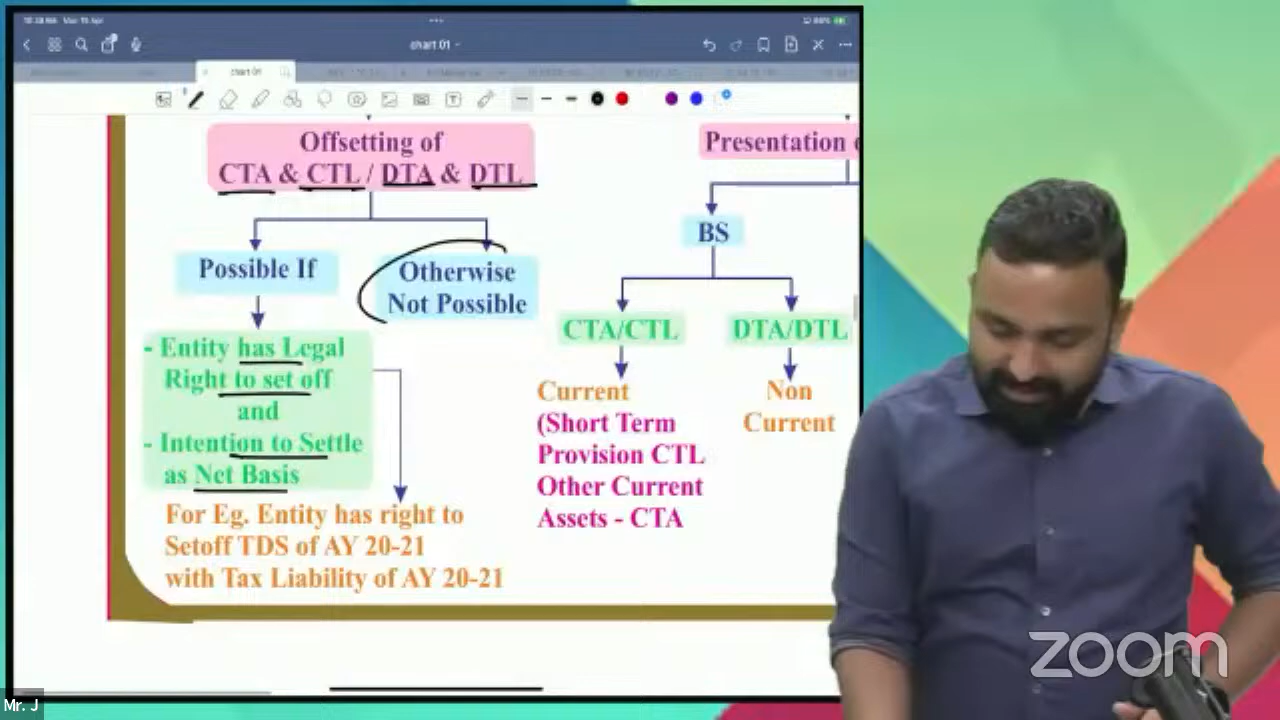 chart 01
chart 01
Offsetting of
CTA & CTL / DTA & DTL
Possible If
Otherwise
Not Possible
- Entity has Legal
Right to set off
and
- Intention to Settle
as Net Basis
For Eg. Entity has right to
Setoff TDS of AY 20-21
with Tax Liability of AY 20-21
Presentation
BS
CTA/CTL
DTA/DTL
Current
(Short Term
Provision CTL
Other Current
Assets - CTA
Non
Current
zoom
Mr. J